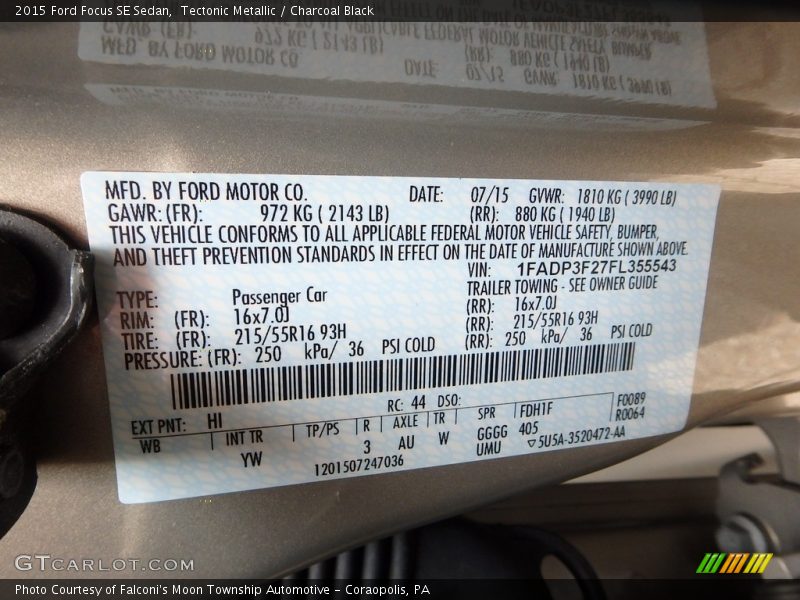 2015 Ford Focus SE Sedan, Tectonic Metallic / Charcoal Black
MFD. BY FORD MOTOR CO. DATE: 07/15 GVWR: 1810 KG ( 3990 LB)
GAWR: (FR): 972 KG ( 2143 LB) (RR): 880 KG ( 1940 LB)
THIS VEHICLE CONFORMS TO ALL APPLICABLE FEDERAL MOTOR VEHICLE SAFETY, BUMPER,
AND THEFT PREVENTION STANDARDS IN EFFECT ON THE DATE OF MANUFACTURE SHOWN ABOVE.
VIN: 1FADP3F27FL355543
TYPE: Passenger Car TRAILER TOWING - SEE OWNER GUIDE
RIM: (FR): 16x7.0J (RR): 16x7.0J
TIRE: (FR): 215/55R16 93H (RR): 215/55R16 93H
PRESSURE: (FR): 250 kPa/ 36 PSI COLD (RR): 250 kPa/ 36 PSI COLD
EXT PNT: HI RC: 44 DSO: FDH1F F0089
WB INT TR TP/PS R AXLE TR SPR R0064
YW 3 AU W GGGG 405
1201507247036 UMU ▽5U5A-3520472-AA
GTCARLOT.COM
Photo Courtesy of Falconi's Moon Township Automotive - Coraopolis, PA